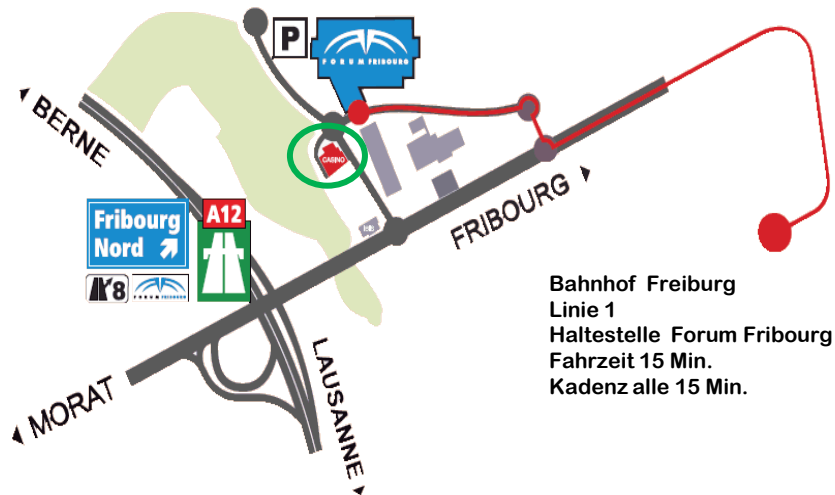 P
FORUM FRIBOURG
BERNE
CASINO
Fribourg
Nord
A12
8
FORUM FRIBOURG
FRIBOURG
MORAT
LAUSANNE
Bahnhof Freiburg
Linie 1
Haltestelle Forum Fribourg
Fahrzeit 15 Min.
Kadenz alle 15 Min.